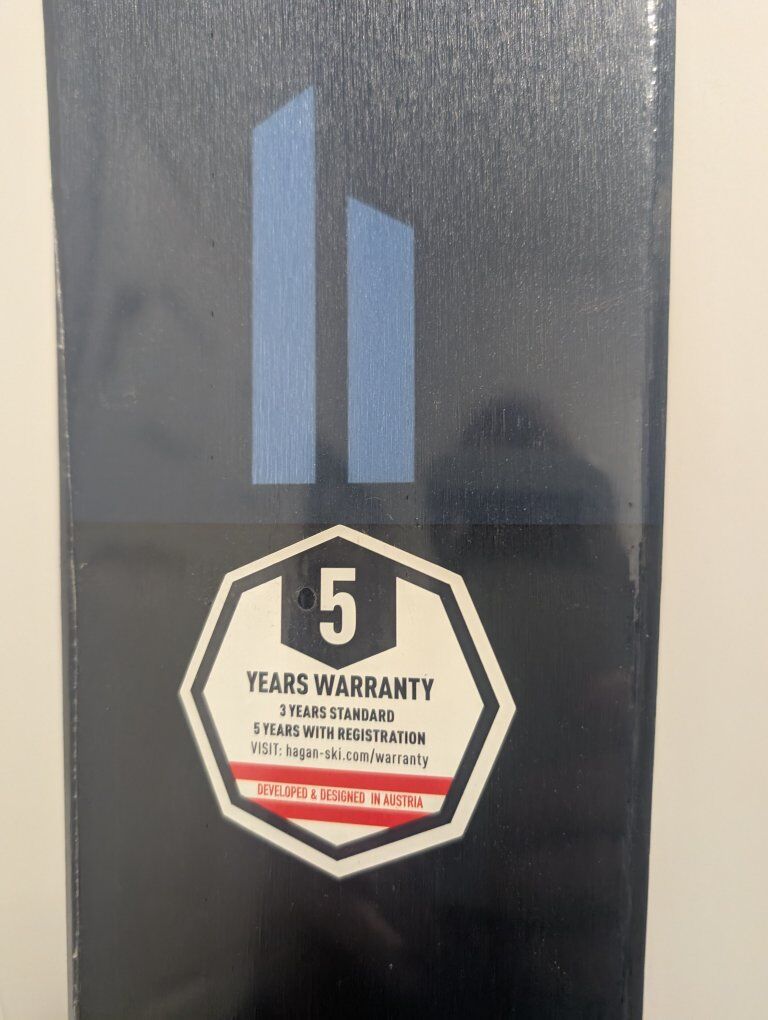 5
YEARS WARRANTY
3 YEARS STANDARD
5 YEARS WITH REGISTRATION
VISIT: hagan-ski.com/warranty
DEVELOPED & DESIGNED IN AUSTRIA